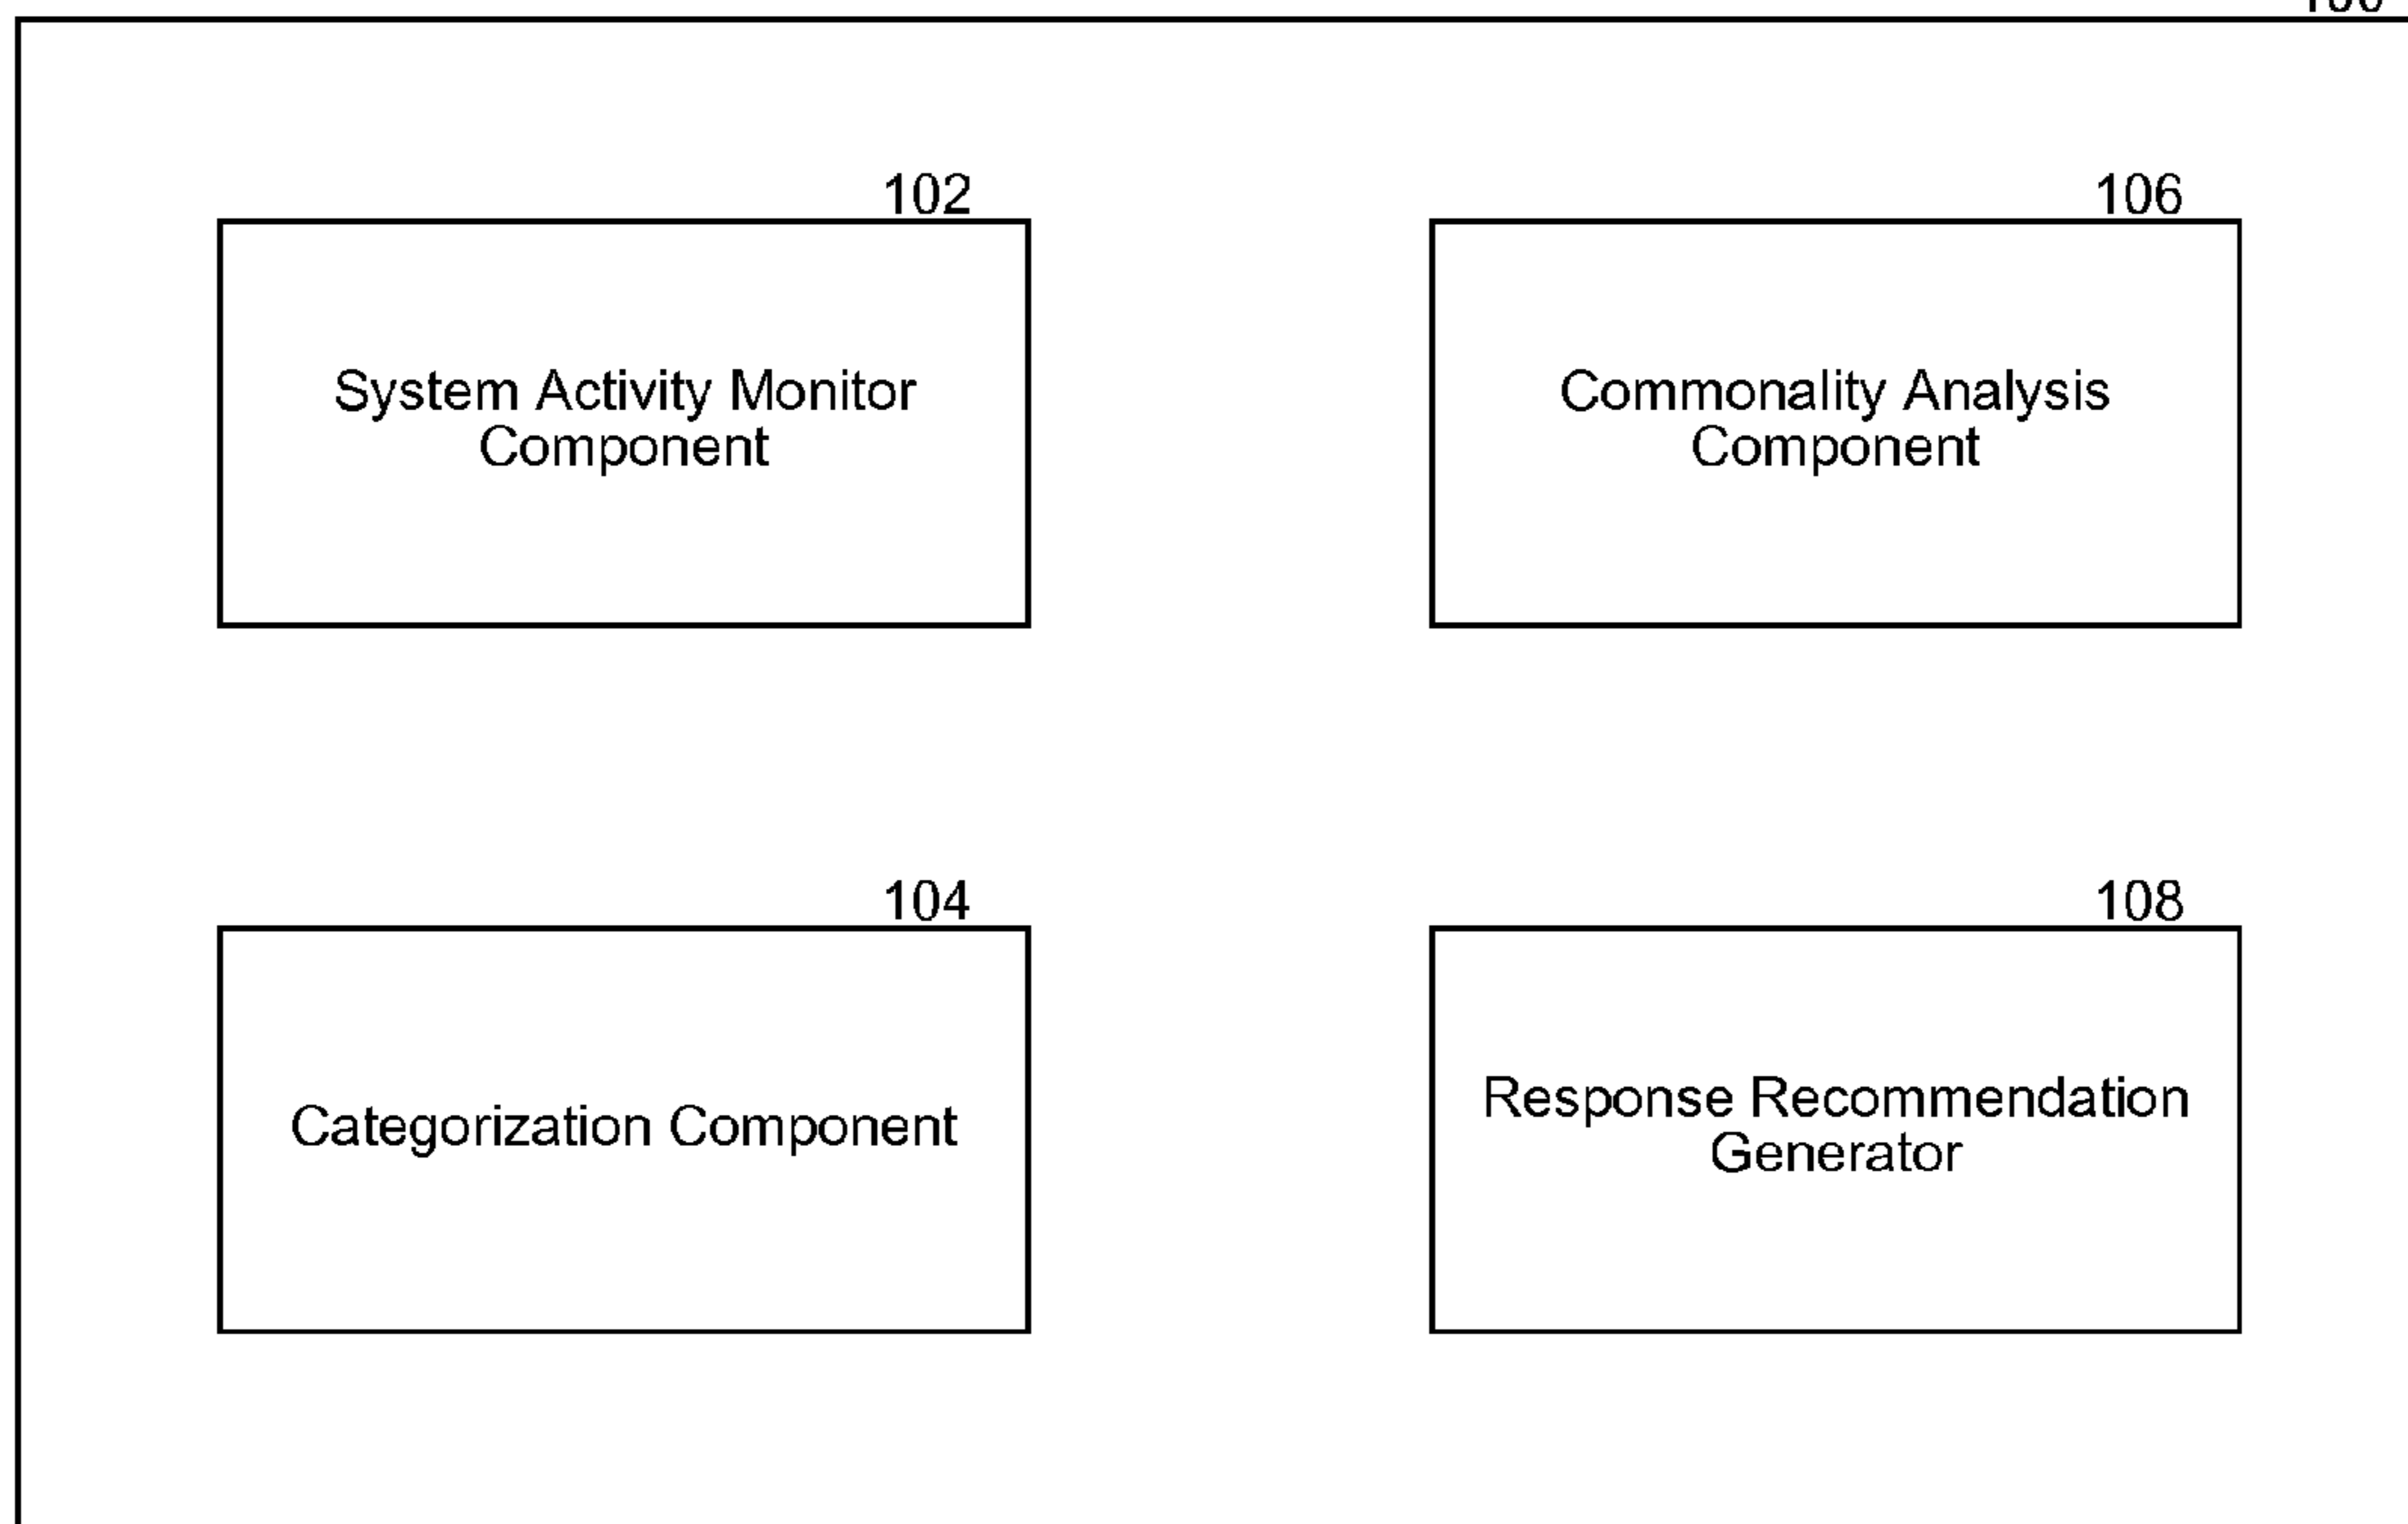 102
System Activity Monitor
Component
106
Commonality Analysis
Component
104
Categorization Component
108
Response Recommendation
Generator